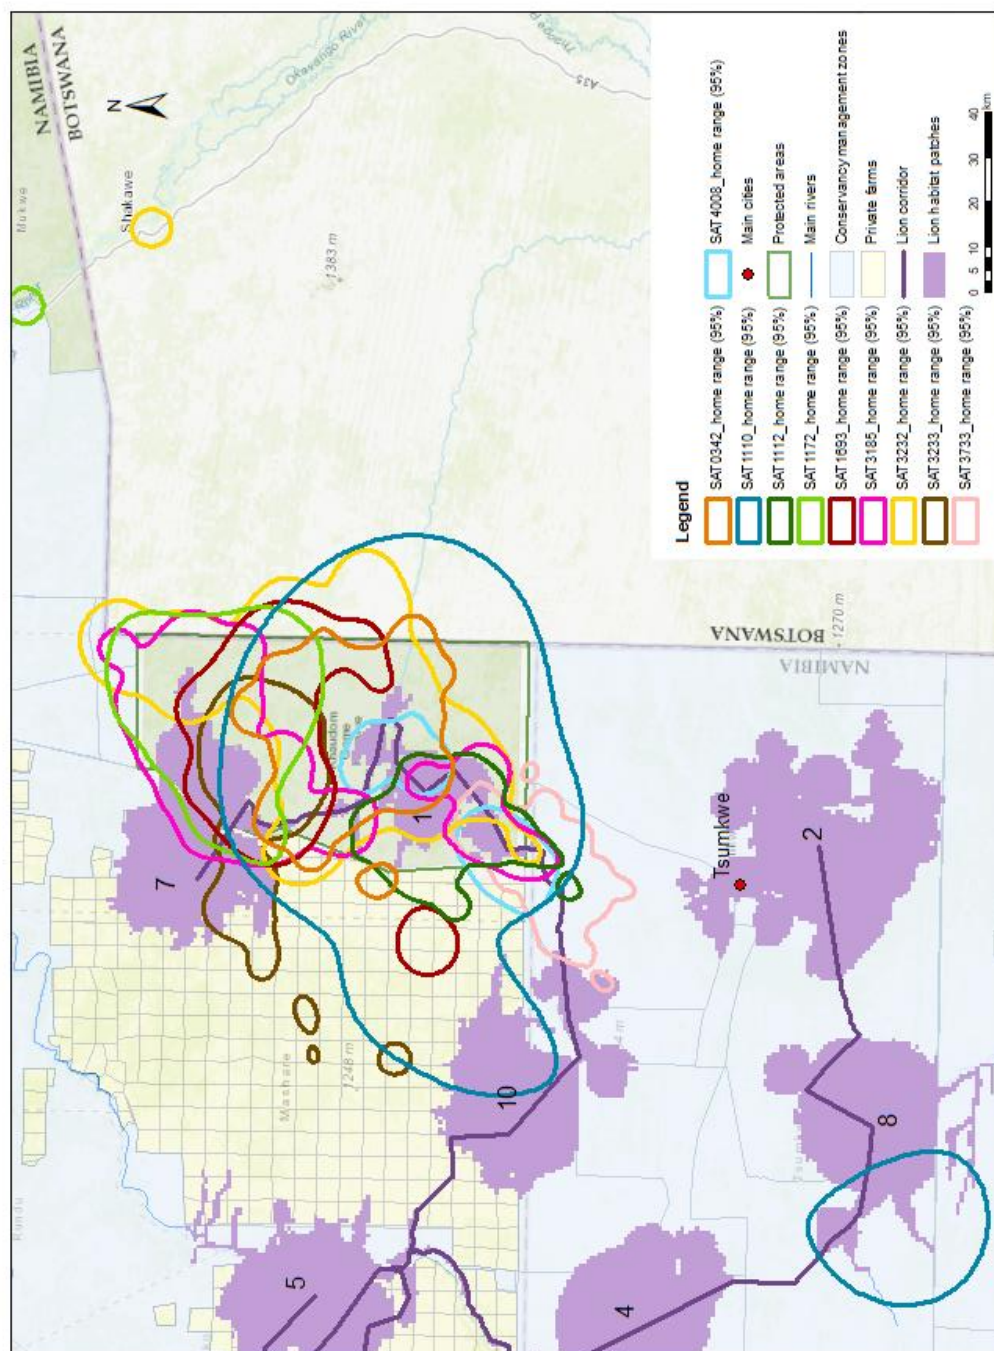 NAMIBIA
BOTSWANA
Mukwe
Okavango River
A35
N
Shakawe
1383 m
Rundu
Mashare
1248 m
7
5
1
10
4
2
8
Tsumkwe
BOTSWANA
NAMIBIA
1270 m
Legend
SAT0342_home range (95%)
SAT1110_home range (95%)
SAT1112_home range (95%)
SAT1172_home range (95%)
SAT1693_home range (95%)
SAT3185_home range (95%)
SAT3232_home range (95%)
SAT3233_home range (95%)
SAT3733_home range (95%)
SAT4008_home range (95%)
Main cities
Protected areas
Main rivers
Conservancy management zones
Private farms
Lion corridor
Lion habitat patches
0 5 10 20 30 40
km